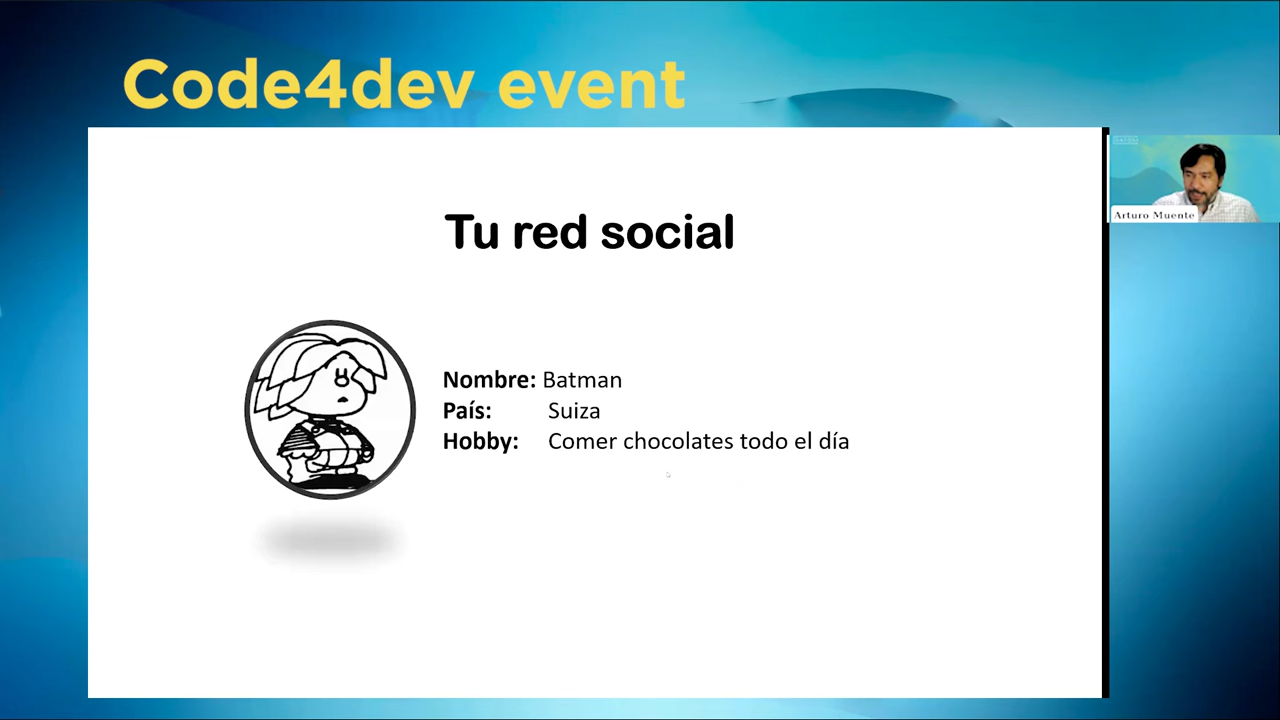 Code4dev event
Tu red social
Nombre: Batman
País: Suiza
Hobby: Comer chocolates todo el día
Arturo Muente